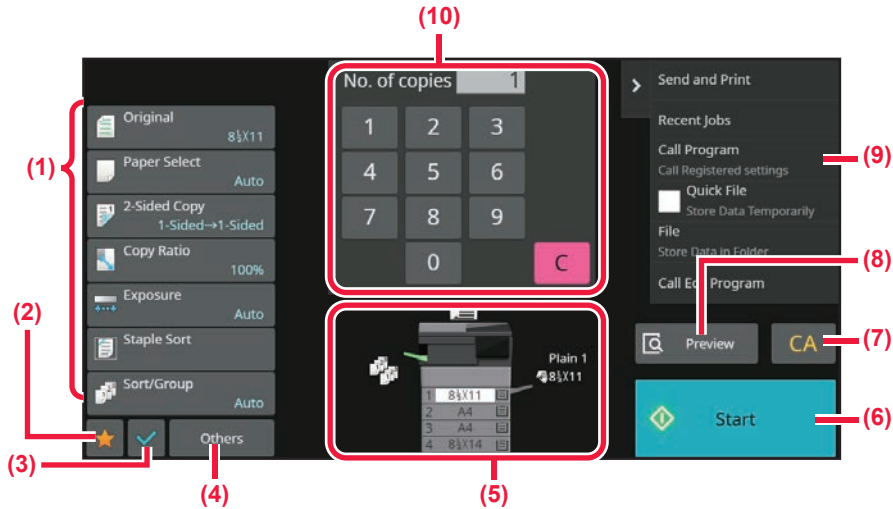 (10)
No. of copies 1
1 2 3
4 5 6
7 8 9
0 C
(1)
Original
8½X11
Paper Select
Auto
2-Sided Copy
1-Sided→1-Sided
Copy Ratio
100%
Exposure
Auto
Staple Sort
Sort/Group
Auto
(2)
(3)
Others
(4)
Plain 1
8½X11
1 8½X11
2 A4
3 A4
4 8½X14
(5)
Send and Print
Recent Jobs
Call Program
Call Registered settings
Quick File
Store Data Temporarily
File
Store Data in Folder
Call Eco Program
(9)
(8)
Preview
CA
(7)
Start
(6)